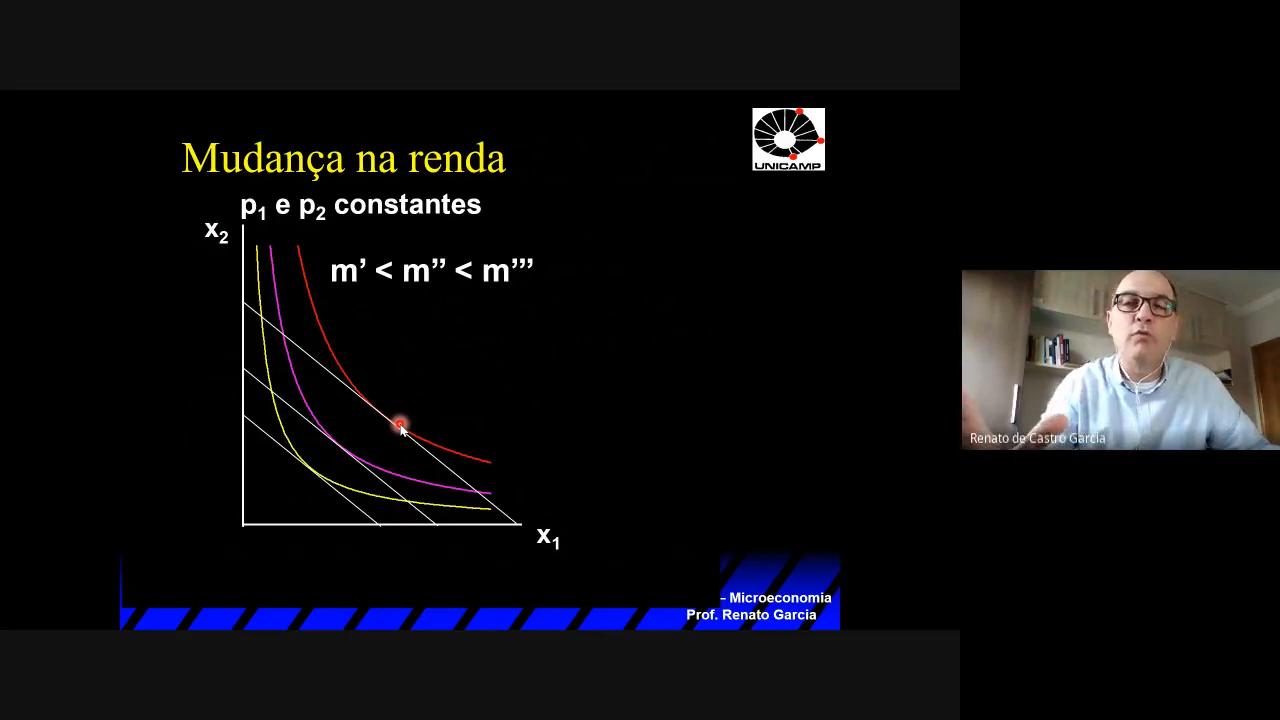 Mudança na renda
UNICAMP
p₁ e p₂ constantes
x₂
m’ < m’’ < m’’’
x₁
– Microeconomia
Prof. Renato Garcia
Renato de Castro Garcia